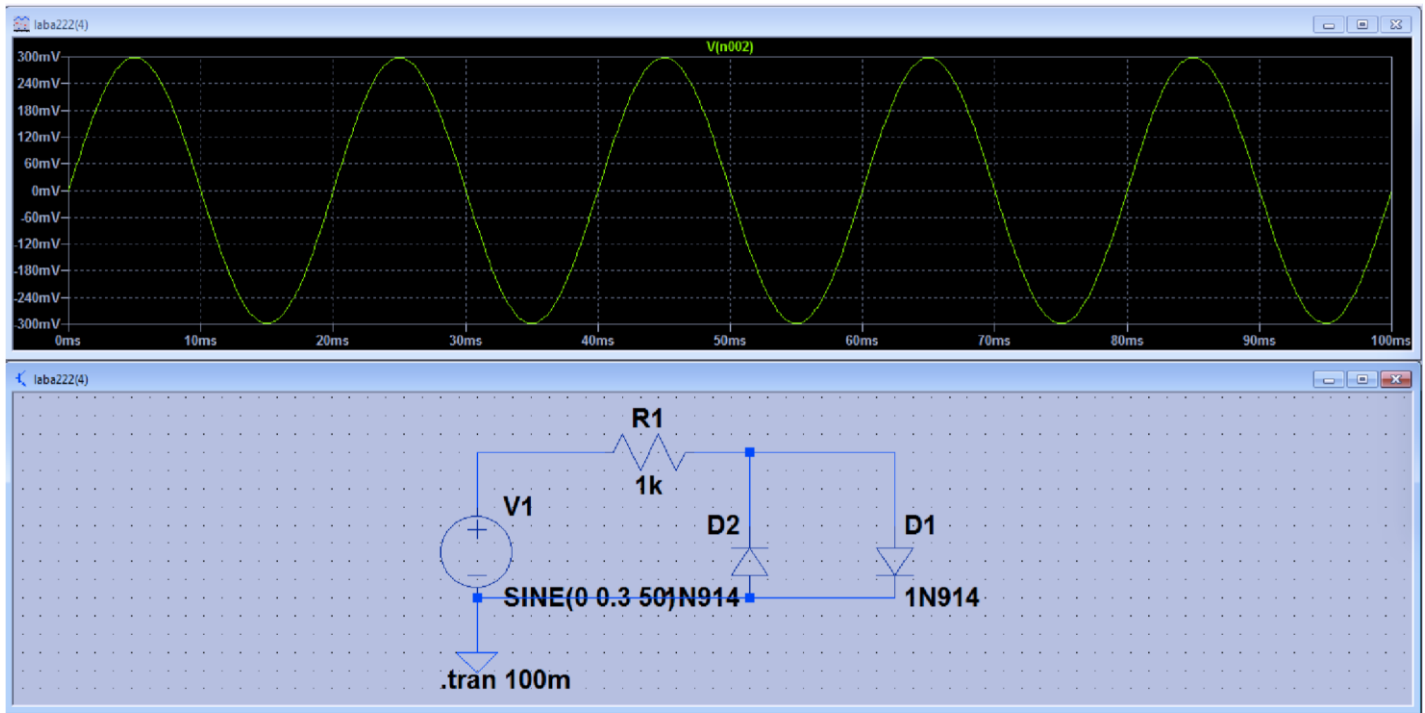 laba222(4)
V(n002)
300mV
240mV
180mV
120mV
60mV
0mV
-60mV
-120mV
-180mV
-240mV
-300mV
0ms 10ms 20ms 30ms 40ms 50ms 60ms 70ms 80ms 90ms 100ms
laba222(4)
R1
1k
V1
D2
D1
SINE(0 0.3 50)
1N914
1N914
.tran 100m